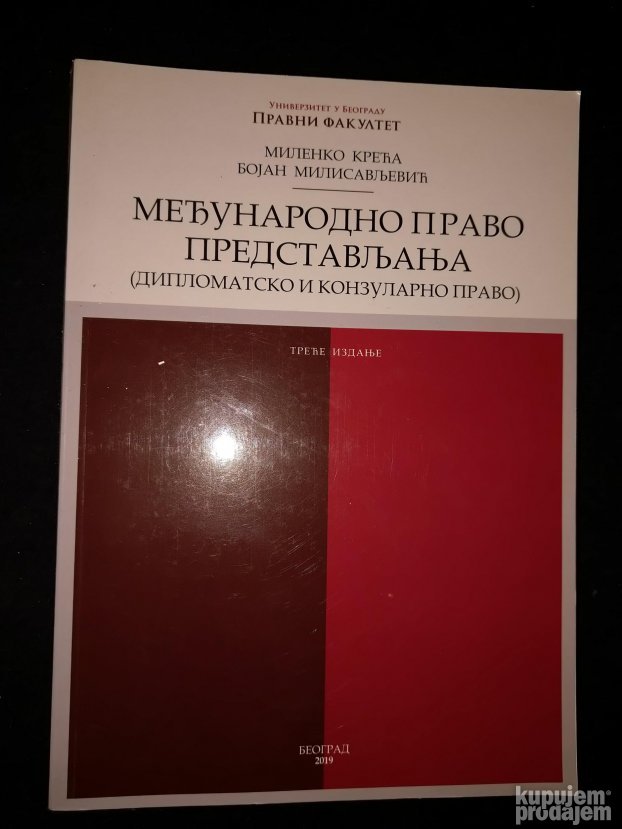 Универзитет у Београду
ПРАВНИ ФАКУЛТЕТ
МИЛЕНКО КРЕЋА
БОЈАН МИЛИСАВЉЕВИЋ
МЕЂУНАРОДНО ПРАВО
ПРЕДСТАВЉАЊА
(ДИПЛОМАТСКО И КОНЗУЛАРНО ПРАВО)
ТРЕЋЕ ИЗДАЊЕ
БЕОГРАД
2019
kupujem
prodajem